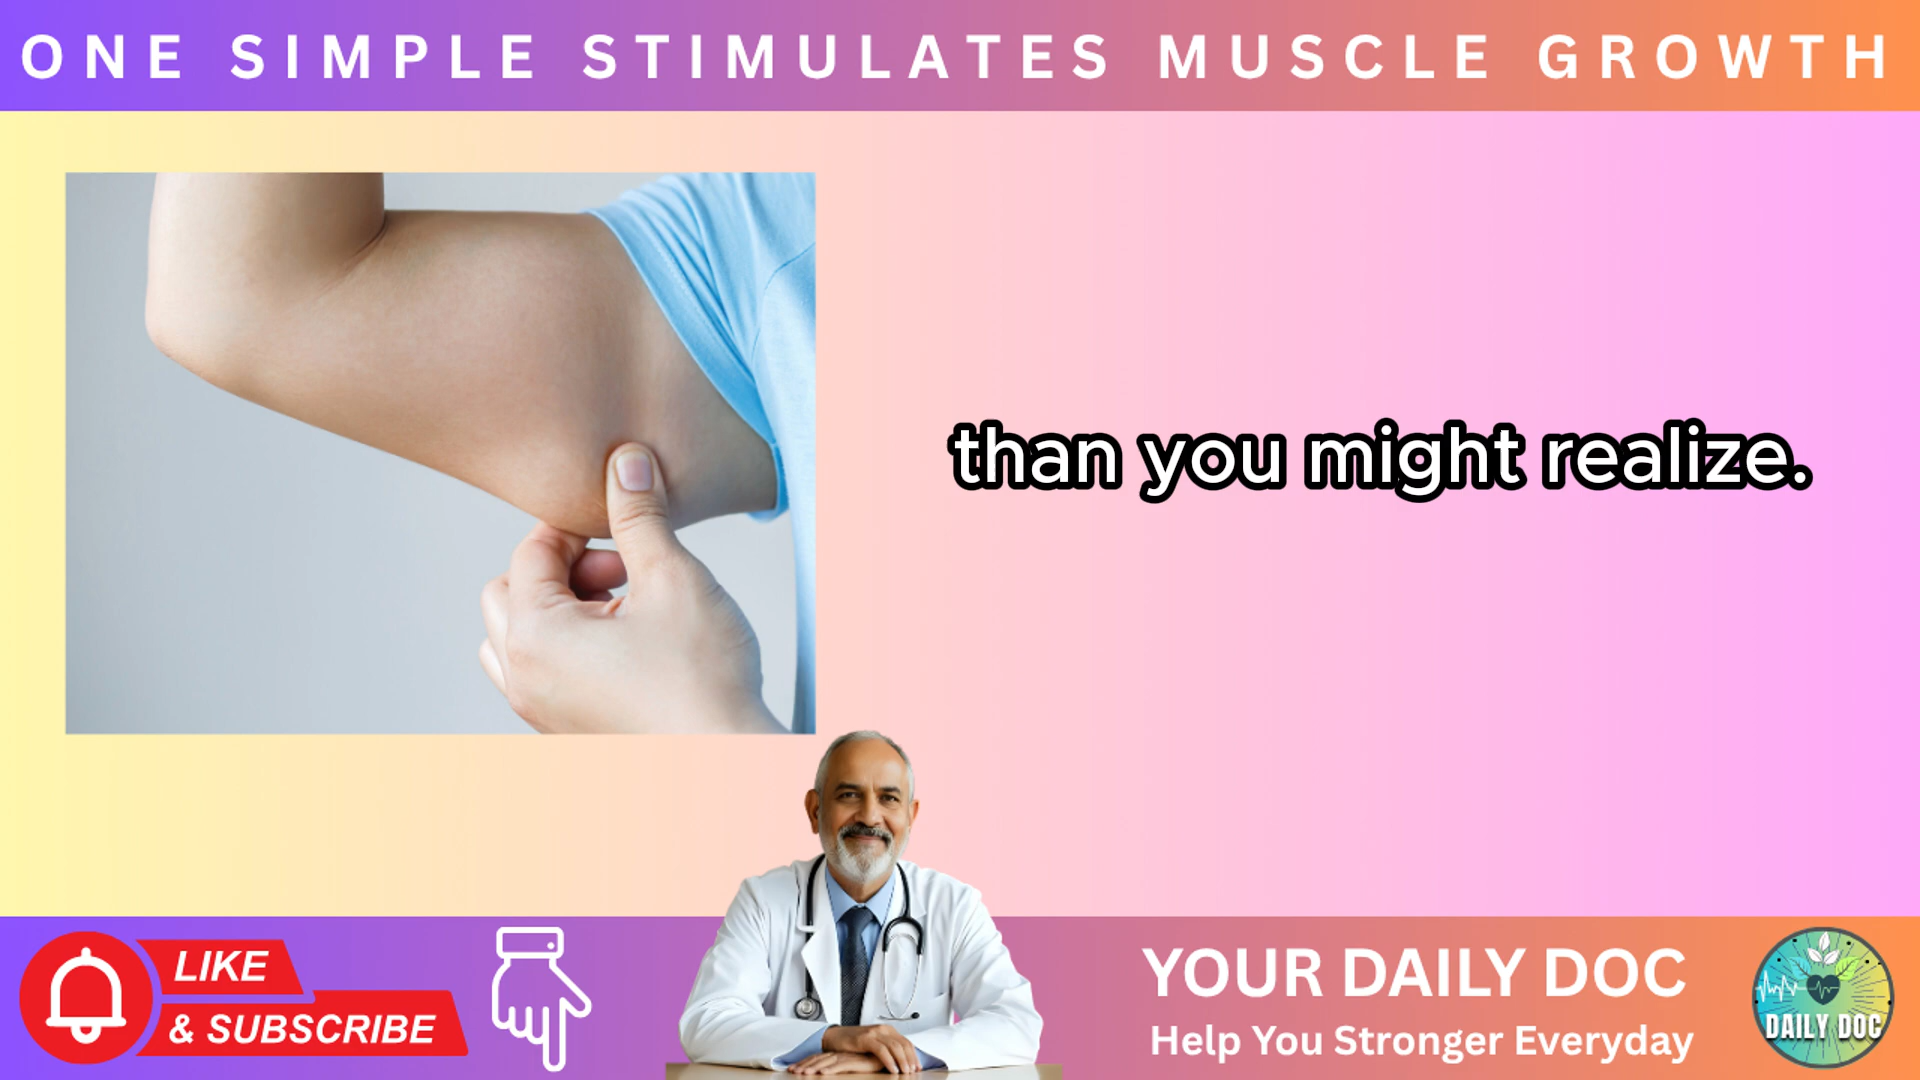 ONE SIMPLE STIMULATES MUSCLE GROWTH
than you might realize.
LIKE
& SUBSCRIBE
YOUR DAILY DOC
Help You Stronger Everyday
DAILY DOC